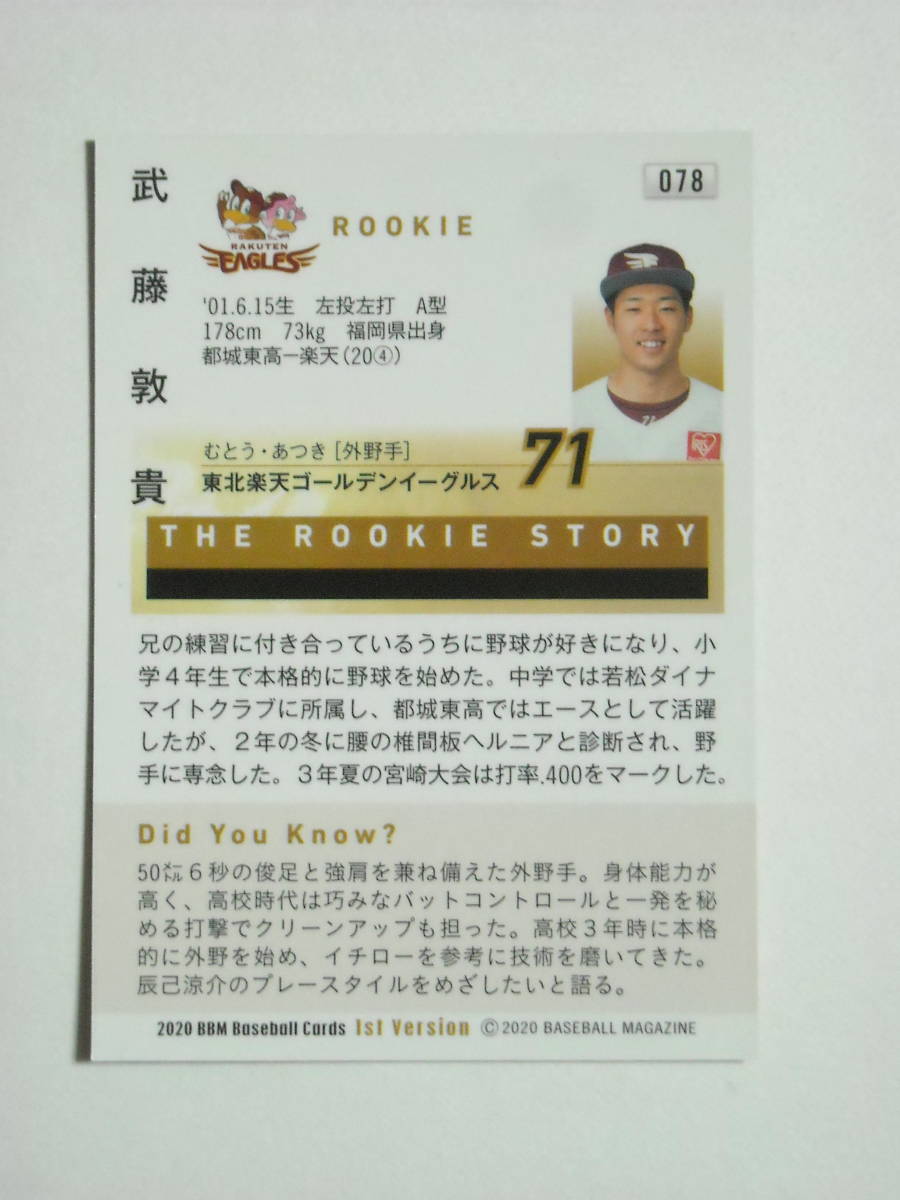 武藤敦貴
078
RAKUTEN
EAGLES
ROOKIE
'01.6.15生 左投左打 A型
178cm 73kg 福岡県出身
都城東高ー楽天(20④)
むとう・あつき[外野手]
東北楽天ゴールデンイーグルス
71
THE ROOKIE STORY
兄の練習に付き合っているうちに野球が好きになり、小
学4年生で本格的に野球を始めた。中学では若松ダイナ
マイトクラブに所属し、都城東高ではエースとして活躍
したが、2年の冬に腰の椎間板ヘルニアと診断され、野
手に専念した。3年夏の宮崎大会は打率.400をマークした。
Did You Know?
50㍍6秒の俊足と強肩を兼ね備えた外野手。身体能力が
高く、高校時代は巧みなバットコントロールと一発を秘
める打撃でクリーンアップも担った。高校3年時に本格
的に外野を始め、イチローを参考に技術を磨いてきた。
辰己涼介のプレースタイルをめざしたいと語る。
2020 BBM Baseball Cards 1st Version ©2020 BASEBALL MAGAZINE